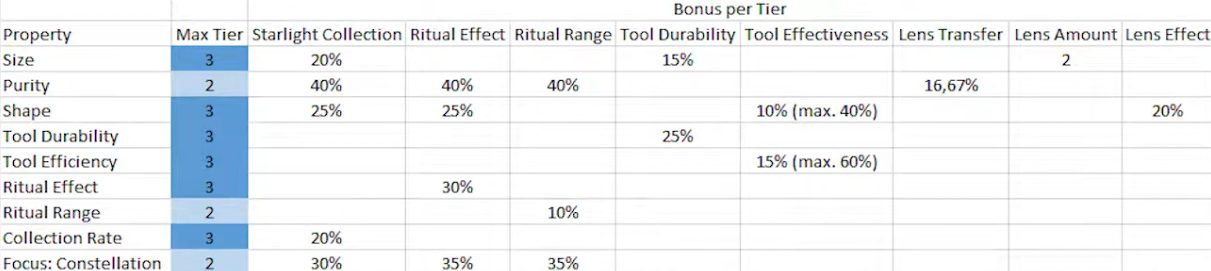 Bonus per Tier
Property Max Tier Starlight Collection Ritual Effect Ritual Range Tool Durability Tool Effectiveness Lens Transfer Lens Amount Lens Effect
Size 3 20% 15% 2
Purity 2 40% 40% 40% 16,67%
Shape 3 25% 25% 10% (max. 40%) 20%
Tool Durability 3 25%
Tool Efficiency 3 15% (max. 60%)
Ritual Effect 3 30%
Ritual Range 2 10%
Collection Rate 3 20%
Focus: Constellation 2 30% 35% 35%